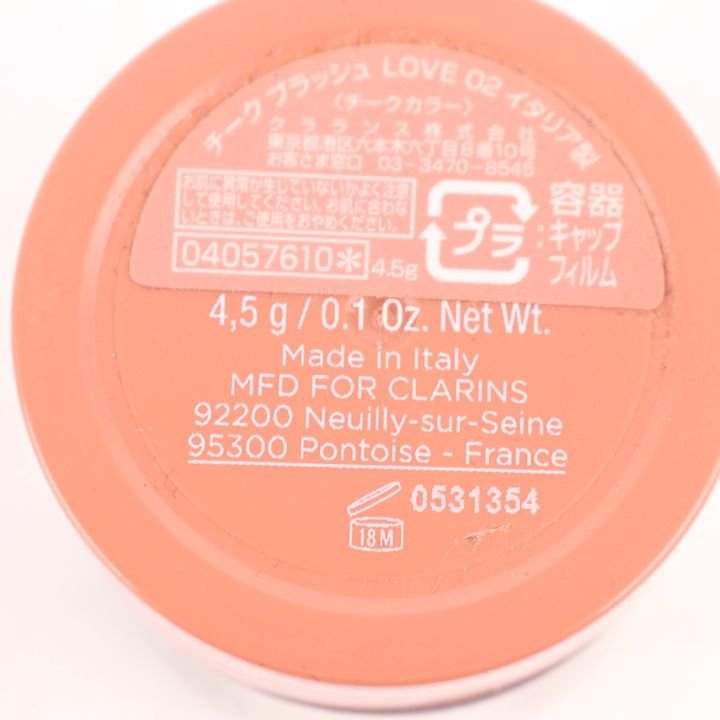 チーク ブラッシュ LOVE 02 イタリア製
〈チークカラー〉
クラランス株式会社
東京都港区六本木六丁目8番10号
お客さま窓口 03-3470-8545
お肌に異常が生じていないかよく注意
して使用してください。お肌に合わな
いときは、ご使用をおやめください。
04057610* 4.5g
プラ
容器
:キャップ
フィルム
4,5 g / 0.1 Oz. Net Wt.
Made in Italy
MFD FOR CLARINS
92200 Neuilly-sur-Seine
95300 Pontoise - France
18 M
0531354